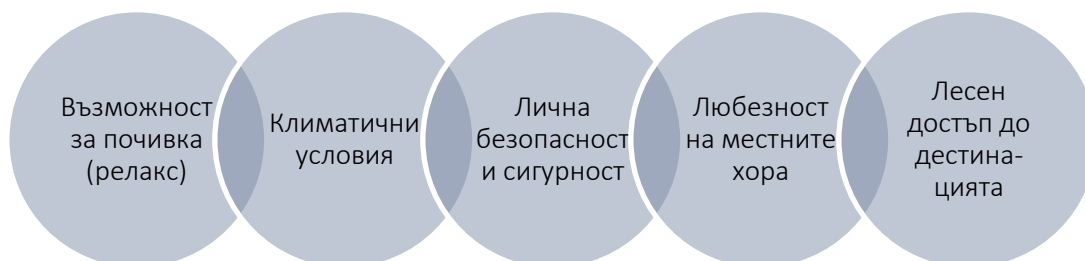 Възможност
за почивка
(релакс)
Климатични
условия
Лична
безопасност
и сигурност
Любезност
на местните
хора
Лесен
достъп до
дестина-
цията